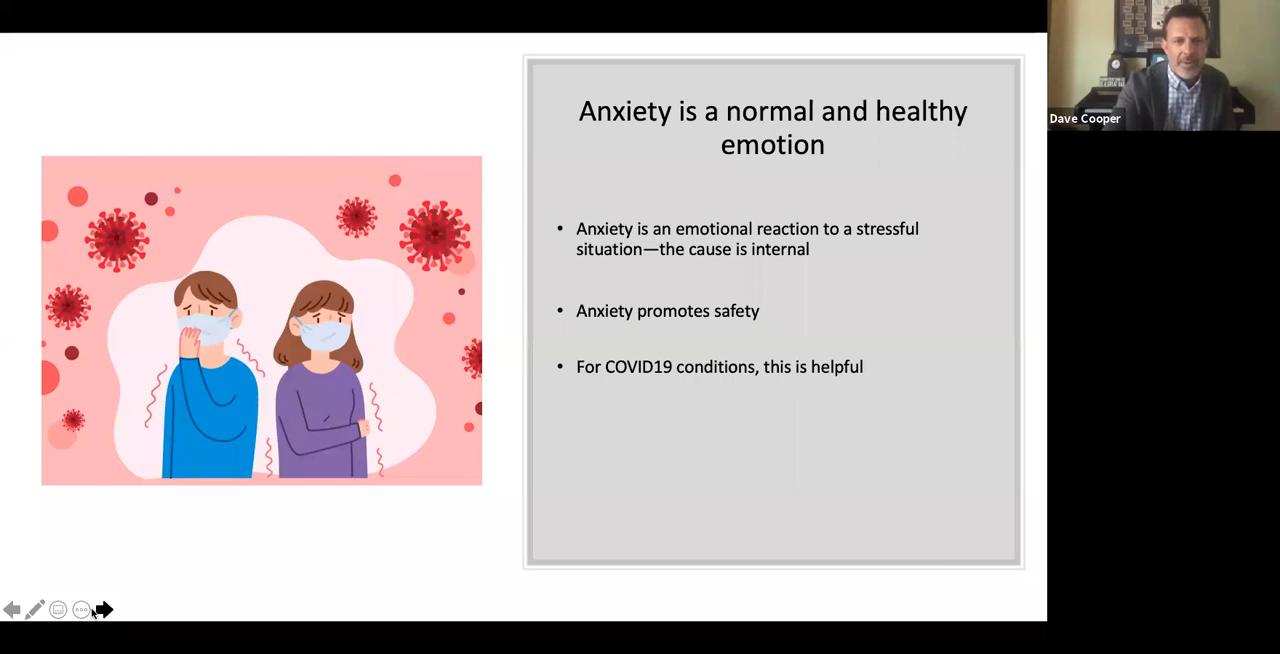 Anxiety is a normal and healthy
emotion
• Anxiety is an emotional reaction to a stressful
situation—the cause is internal
• Anxiety promotes safety
• For COVID19 conditions, this is helpful
Dave Cooper